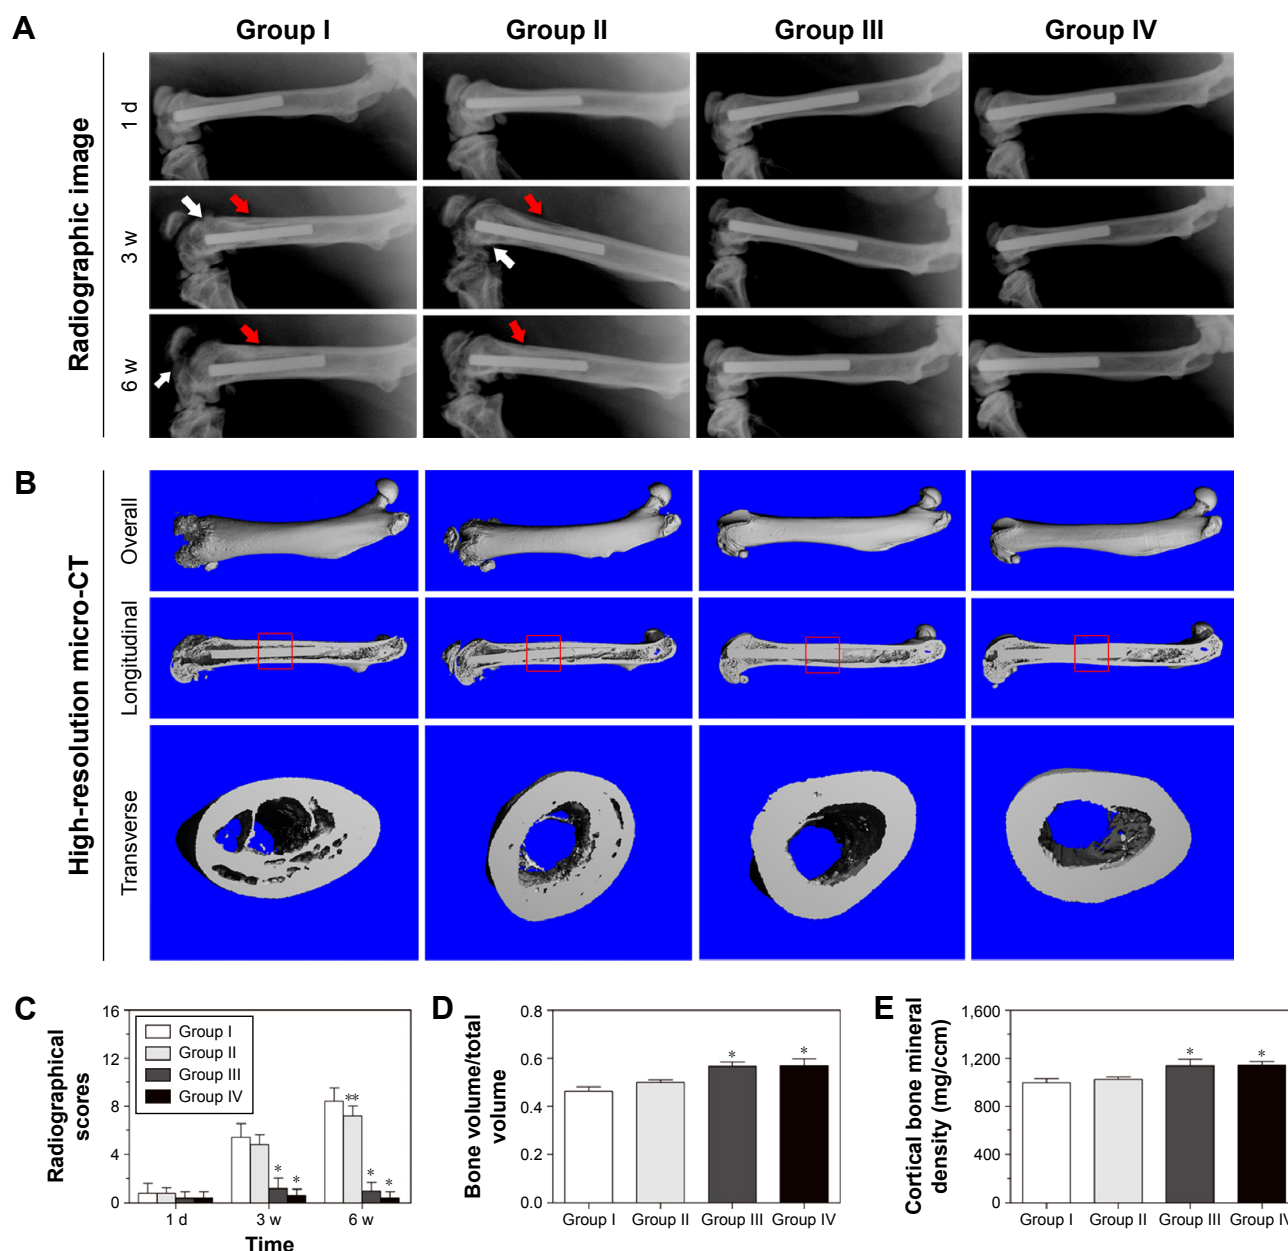 A
Group I
Group II
Group III
Group IV
Radiographic image
1 d
3 w
6 w
B
High-resolution micro-CT
Overall
Longitudinal
Transverse
C
Radiographical
scores
16
12
8
4
0
Group I
Group II
Group III
Group IV
**
*
*
*
*
1 d
3 w
6 w
Time
D
Bone volume/total
volume
0.8
0.6
0.4
0.2
0.0
*
*
Group I
Group II
Group III
Group IV
E
Cortical bone mineral
density (mg/ccm)
1,600
1,200
800
400
0
*
*
Group I
Group II
Group III
Group IV